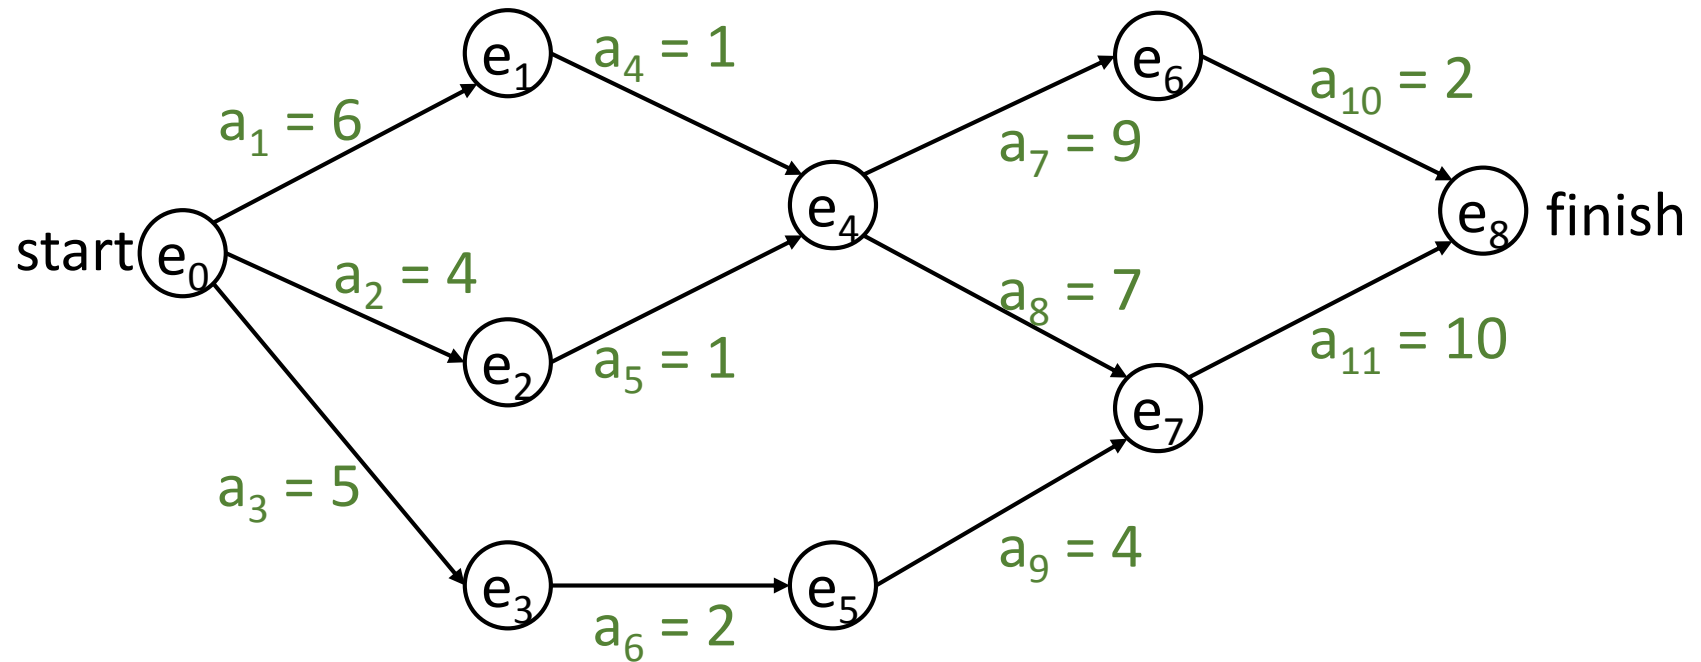 e₁
a₄ = 1
e₆
a₁₀ = 2
a₁ = 6
a₇ = 9
start
e₀
e₄
e₈
finish
a₂ = 4
a₈ = 7
e₂
a₅ = 1
a₁₁ = 10
e₇
a₃ = 5
a₉ = 4
e₃
e₅
a₆ = 2